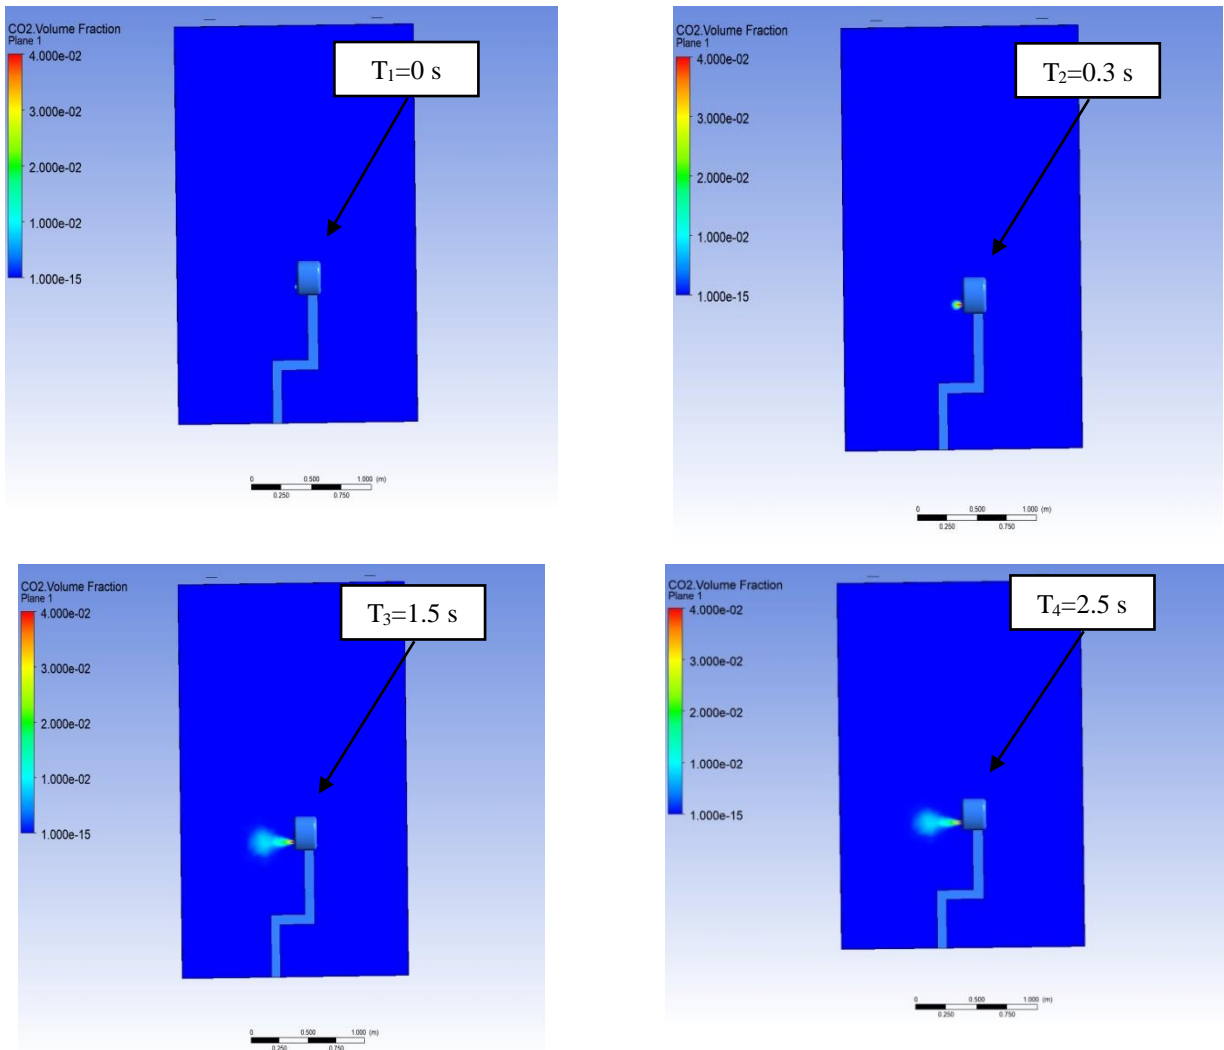 CO2.Volume Fraction
Plane 1
4.000e-02
3.000e-02
2.000e-02
1.000e-02
1.000e-15
T₁=0 s
0 0.500 1.000 (m)
0.250 0.750
CO2.Volume Fraction
Plane 1
4.000e-02
3.000e-02
2.000e-02
1.000e-02
1.000e-15
T₂=0.3 s
0 0.500 1.000 (m)
0.250 0.750
CO2.Volume Fraction
Plane 1
4.000e-02
3.000e-02
2.000e-02
1.000e-02
1.000e-15
T₃=1.5 s
0 0.500 1.000 (m)
0.250 0.750
CO2.Volume Fraction
Plane 1
4.000e-02
3.000e-02
2.000e-02
1.000e-02
1.000e-15
T₄=2.5 s
0 0.500 1.000 (m)
0.250 0.750